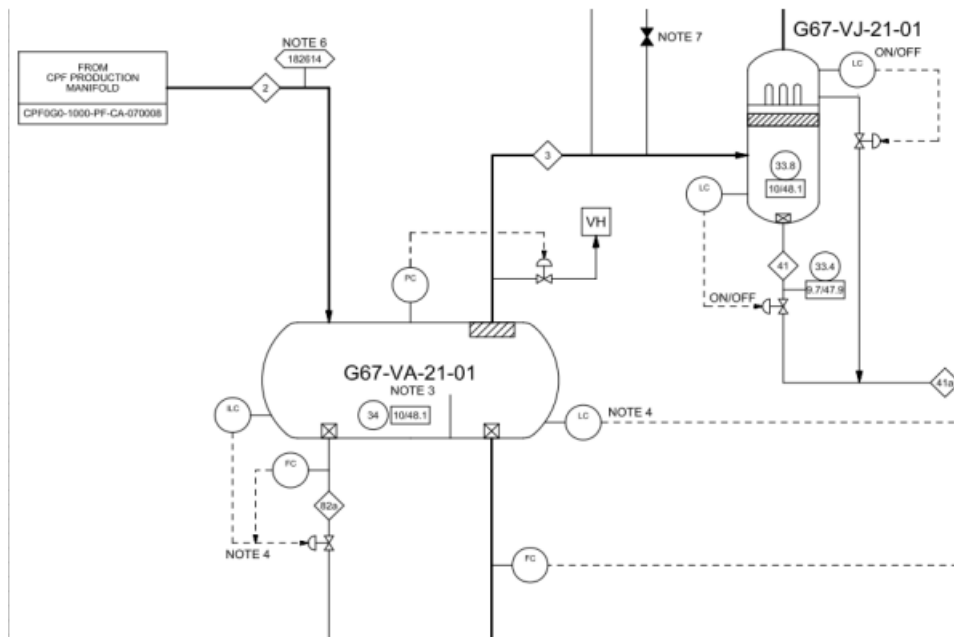 G67-VJ-21-01
NOTE 6
182614
NOTE 7
ON/OFF
LC
FROM
CPF PRODUCTION
MANIFOLD
CPF0G0-1000-PF-CA-070008
2
3
33.8
10/48.1
LC
VH
41
33.4
9.7/47.9
PC
ON/OFF
G67-VA-21-01
NOTE 3
41a
34
10/48.1
ILC
LC
NOTE 4
FC
82a
NOTE 4
FC